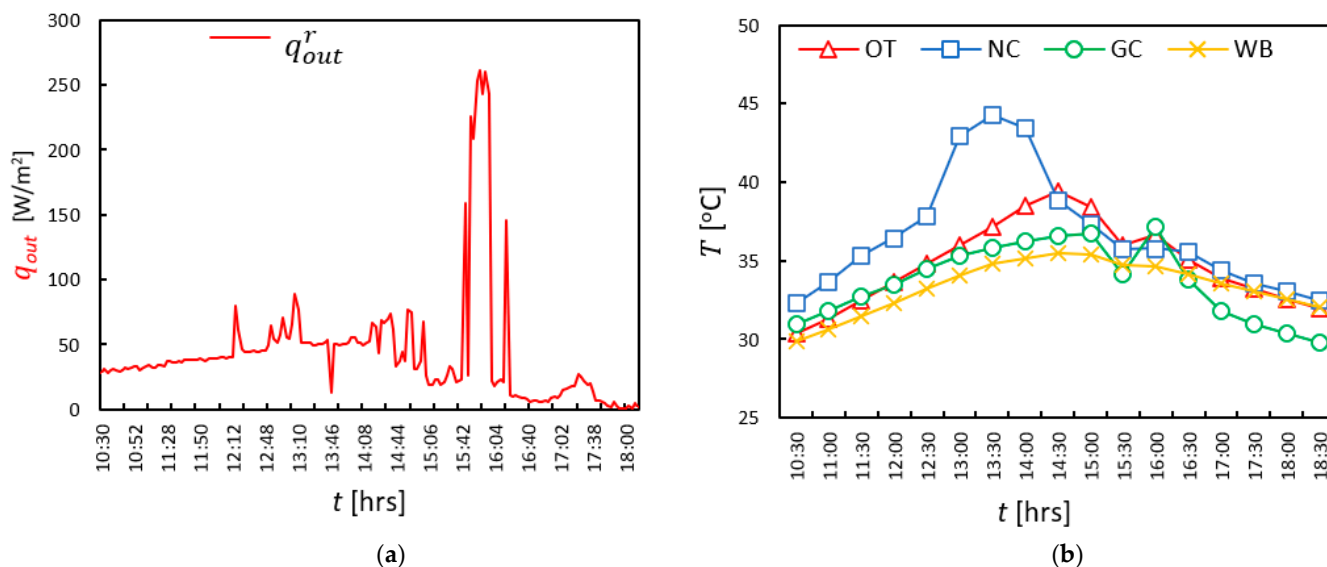 q^r_out
300
250
200
150
100
50
0
q_out [W/m²]
10:30 10:52 11:28 11:50 12:12 12:48 13:10 13:46 14:08 14:44 15:06 15:42 16:04 16:40 17:02 17:38 18:00
t [hrs]
(a)
OT NC GC WB
50
45
40
35
30
25
T [°C]
10:30 11:00 11:30 12:00 12:30 13:00 13:30 14:00 14:30 15:00 15:30 16:00 16:30 17:00 17:30 18:00 18:30
t [hrs]
(b)